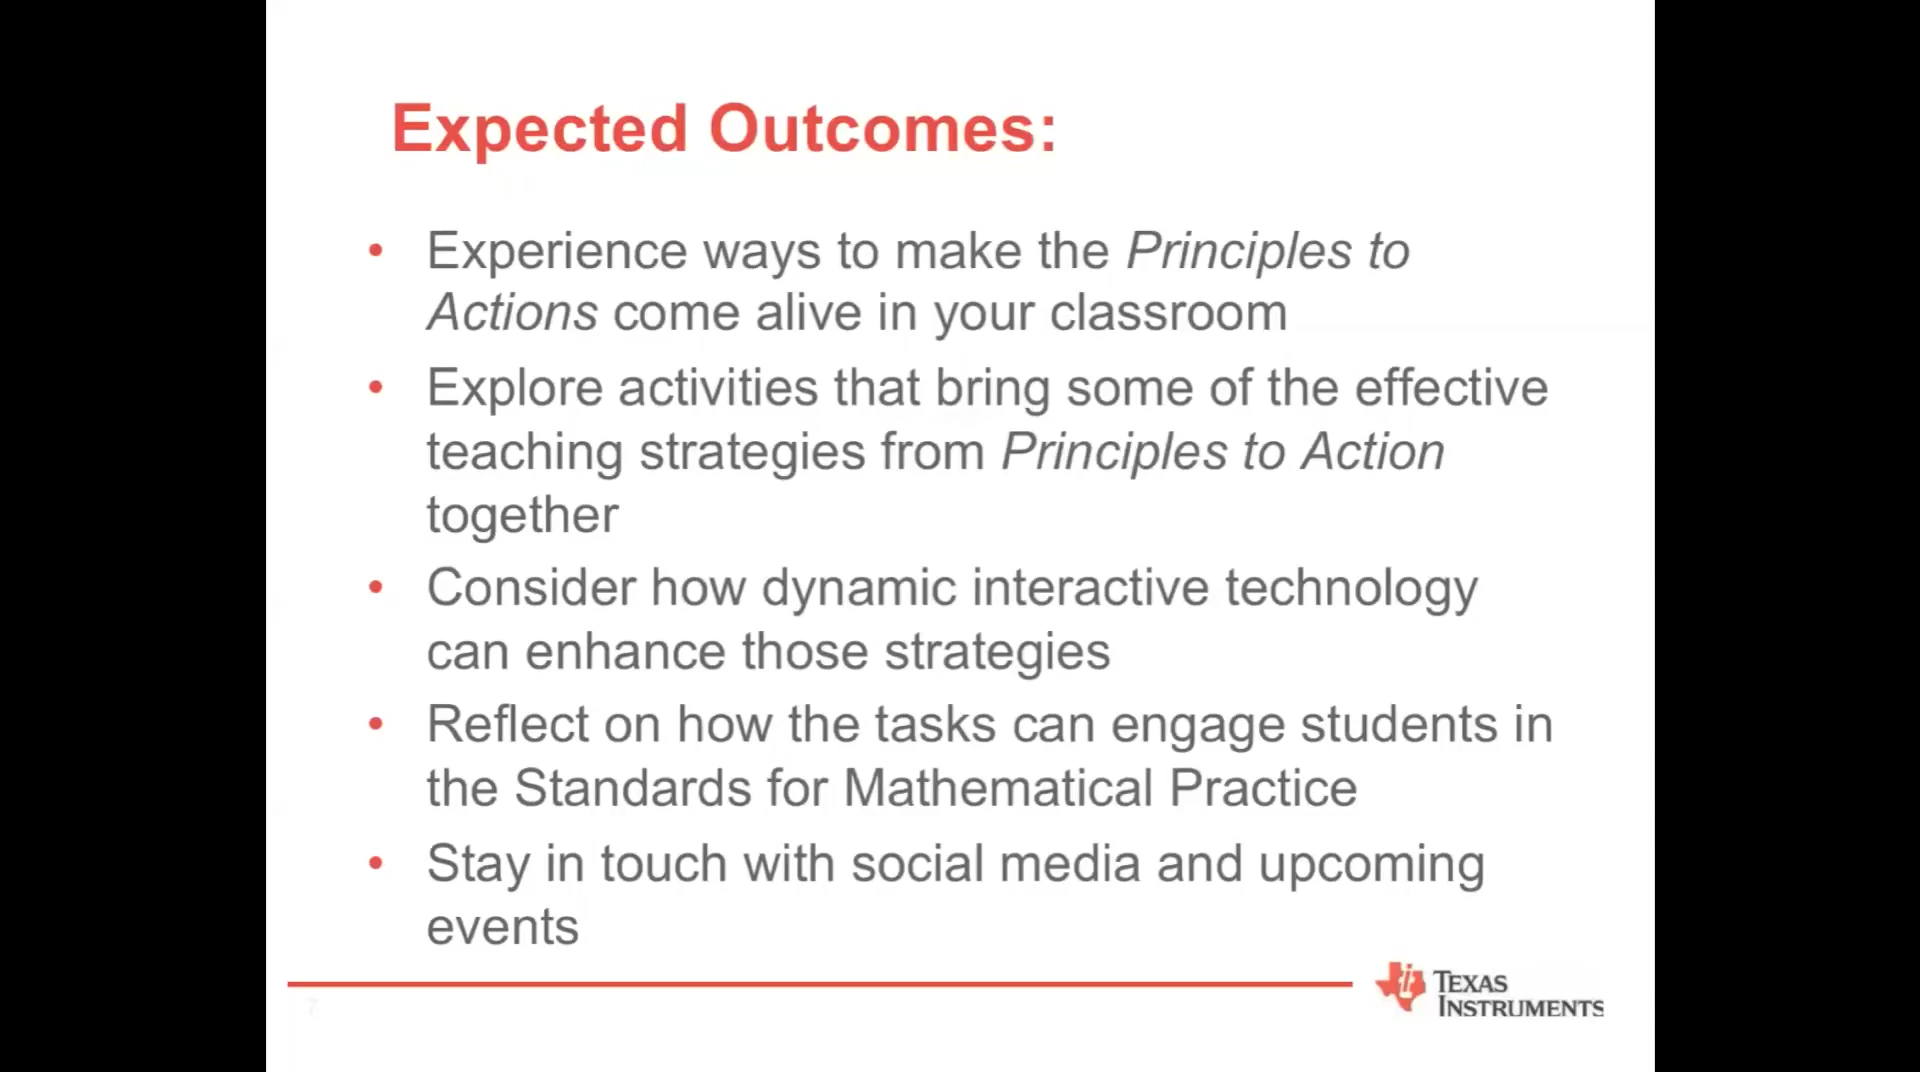 Expected Outcomes:
• Experience ways to make the Principles to
Actions come alive in your classroom
• Explore activities that bring some of the effective
teaching strategies from Principles to Action
together
• Consider how dynamic interactive technology
can enhance those strategies
• Reflect on how the tasks can engage students in
the Standards for Mathematical Practice
• Stay in touch with social media and upcoming
events
7
TEXAS
INSTRUMENTS